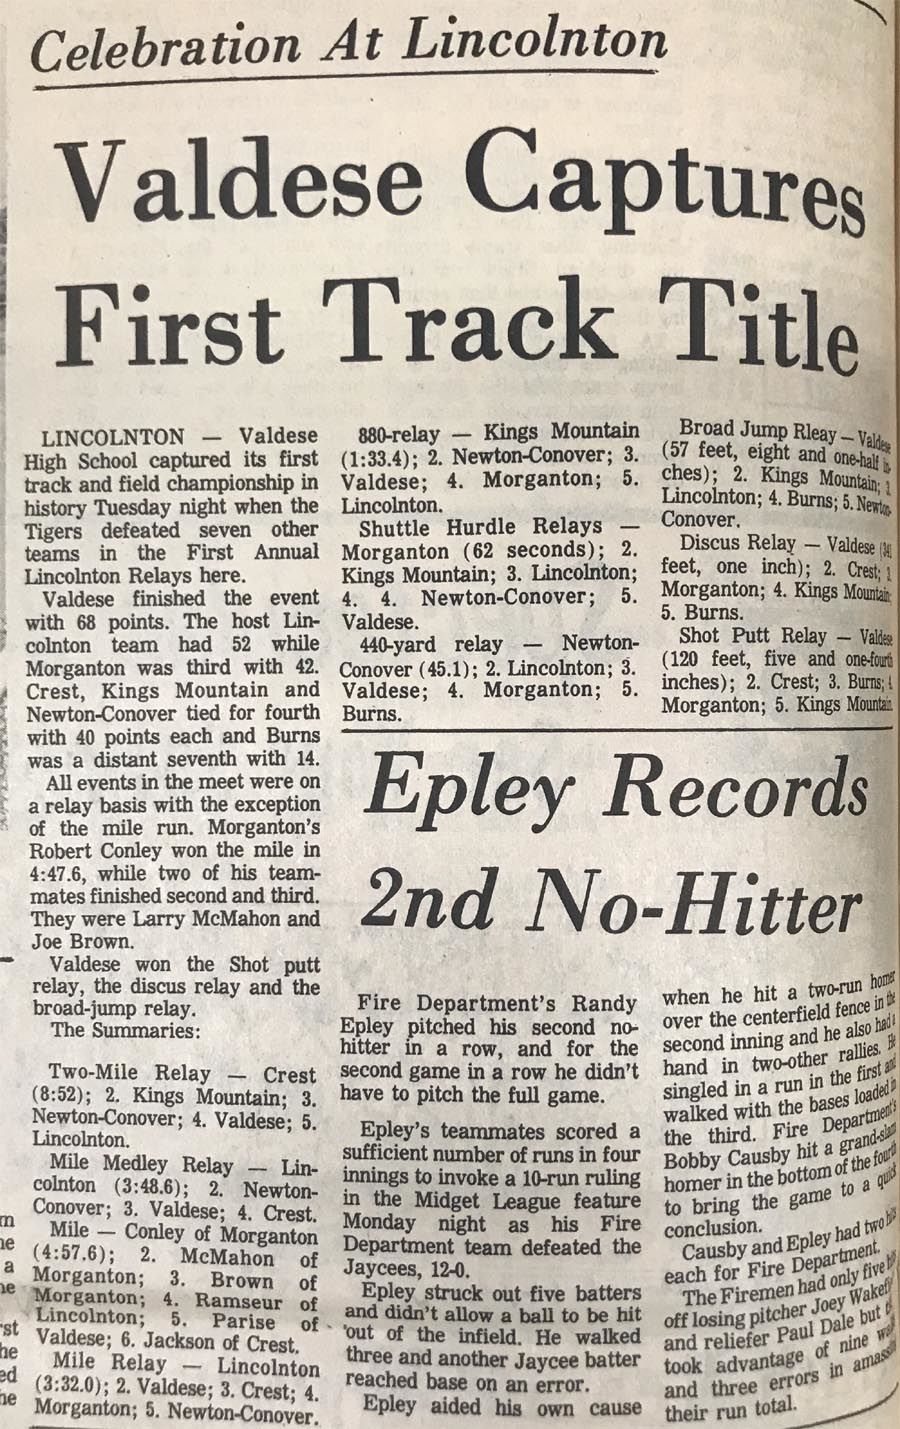 Celebration At Lincolnton
Valdese Captures
First Track Title
LINCOLNTON — Valdese
High School captured its first
track and field championship in
history Tuesday night when the
Tigers defeated seven other
teams in the First Annual
Lincolnton Relays here.
Valdese finished the event
with 68 points. The host Lin-
colnton team had 52 while
Morganton was third with 42.
Crest, Kings Mountain and
Newton-Conover tied for fourth
with 40 points each and Burns
was a distant seventh with 14.
All events in the meet were on
a relay basis with the exception
of the mile run. Morganton's
Robert Conley won the mile in
4:47.6, while two of his team-
mates finished second and third.
They were Larry McMahon and
Joe Brown.
Valdese won the Shot putt
relay, the discus relay and the
broad-jump relay.
The Summaries:
Two-Mile Relay — Crest
(8:52); 2. Kings Mountain; 3.
Newton-Conover; 4. Valdese; 5.
Lincolnton.
Mile Medley Relay — Lin-
colnton (3:48.6); 2. Newton-
Conover; 3. Valdese; 4. Crest.
Mile — Conley of Morganton
(4:57.6); 2. McMahon of
Morganton; 3. Brown of
Morganton; 4. Ramseur of
Lincolnton; 5. Parise of
Valdese; 6. Jackson of Crest.
Mile Relay — Lincolnton
(3:32.0); 2. Valdese; 3. Crest; 4.
Morganton; 5. Newton-Conover.
880-relay — Kings Mountain
(1:33.4); 2. Newton-Conover; 3.
Valdese; 4. Morganton; 5.
Lincolnton.
Shuttle Hurdle Relays —
Morganton (62 seconds); 2.
Kings Mountain; 3. Lincolnton;
4. 4. Newton-Conover; 5.
Valdese.
440-yard relay — Newton-
Conover (45.1); 2. Lincolnton; 3.
Valdese; 4. Morganton; 5.
Burns.
Broad Jump Rleay — Valdese
(57 feet, eight and one-half in-
ches); 2. Kings Mountain; 3.
Lincolnton; 4. Burns; 5. Newton-
Conover.
Discus Relay — Valdese
feet, one inch); 2. Crest; 3.
Morganton; 4. Kings Mountain;
5. Burns.
Shot Putt Relay — Valdese
(120 feet, five and one-fourth
inches); 2. Crest; 3. Burns; 4.
Morganton; 5. Kings Mountain.
Epley Records
2nd No-Hitter
Fire Department's Randy
Epley pitched his second no-
hitter in a row, and for the
second game in a row he didn't
have to pitch the full game.
Epley's teammates scored a
sufficient number of runs in four
innings to invoke a 10-run ruling
in the Midget League feature
Monday night as his Fire
Department team defeated the
Jaycees, 12-0.
Epley struck out five batters
and didn't allow a ball to be hit
out of the infield. He walked
three and another Jaycee batter
reached base on an error.
Epley aided his own cause
when he hit a two-run homer
over the centerfield fence in the
second inning and he also had a
hand in two-other rallies. He
singled in a run in the first and
walked with the bases loaded in
the third. Fire Department's
Bobby Causby hit a grand-slam
homer in the bottom of the fourth
to bring the game to a quick
conclusion.
Causby and Epley had two hits
each for Fire Department.
The Firemen had only five hits
off losing pitcher Joey Wakefi
and reliefer Paul Dale but
took advantage of nine walks
and three errors in amassing
their run total.